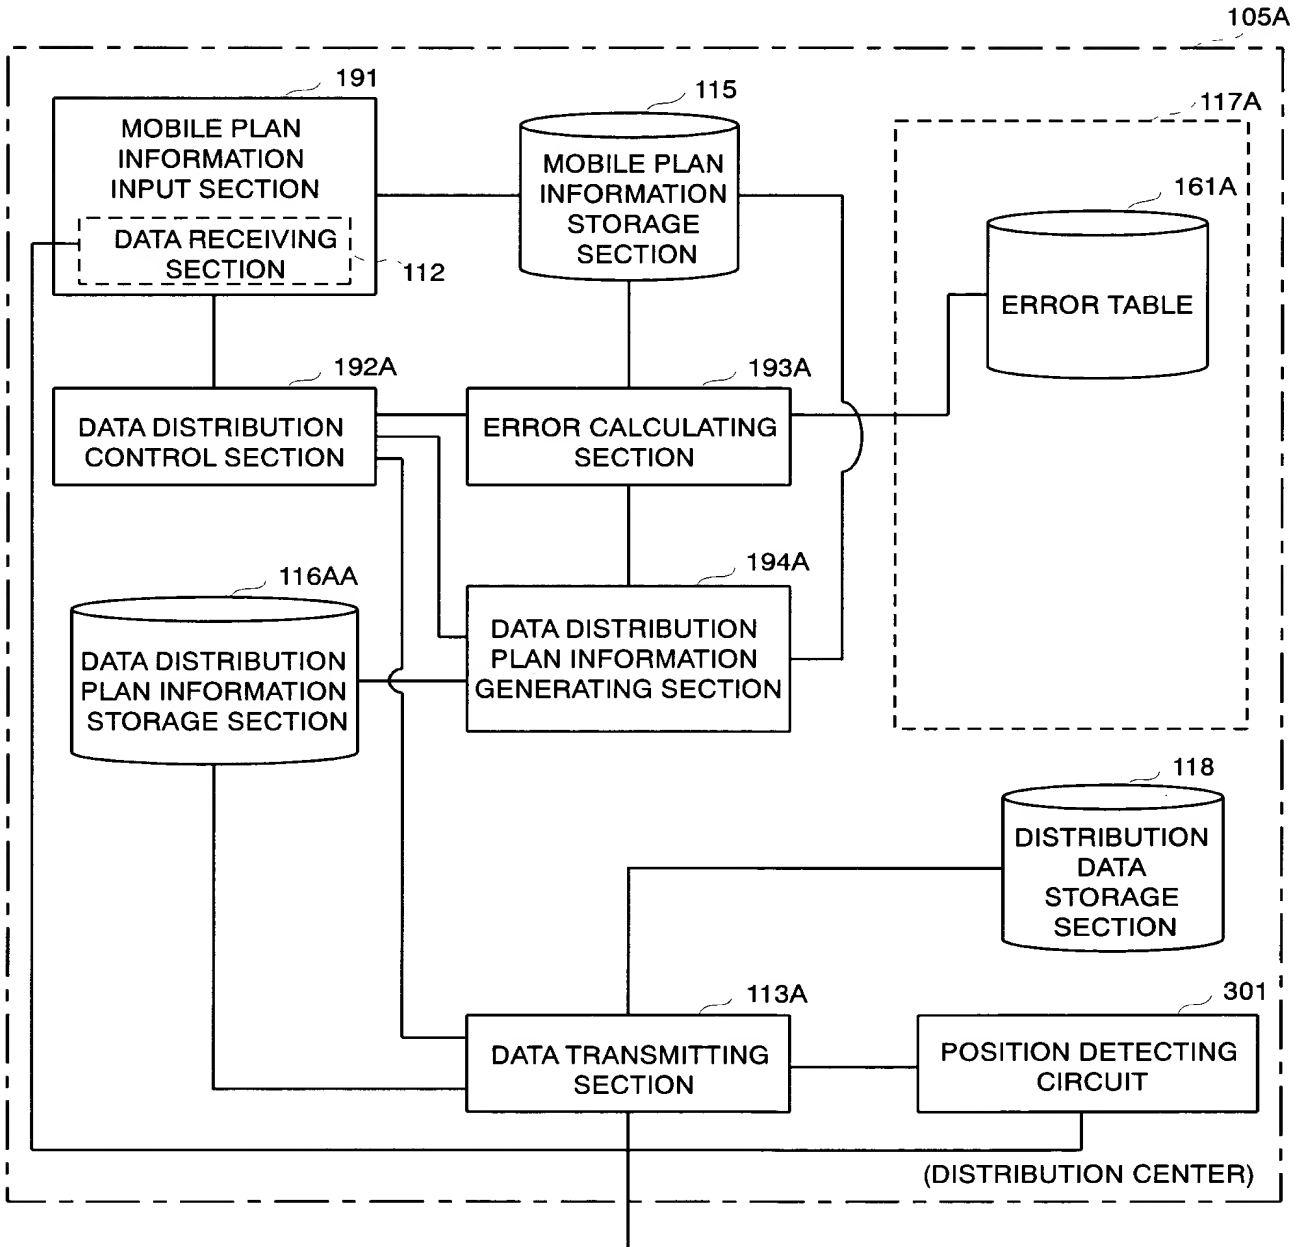 105A
191
MOBILE PLAN
INFORMATION
INPUT SECTION
DATA RECEIVING
SECTION
112
115
MOBILE PLAN
INFORMATION
STORAGE
SECTION
117A
161A
ERROR TABLE
192A
DATA DISTRIBUTION
CONTROL SECTION
193A
ERROR CALCULATING
SECTION
116AA
DATA DISTRIBUTION
PLAN INFORMATION
STORAGE SECTION
194A
DATA DISTRIBUTION
PLAN INFORMATION
GENERATING SECTION
118
DISTRIBUTION
DATA
STORAGE
SECTION
113A
DATA TRANSMITTING
SECTION
301
POSITION DETECTING
CIRCUIT
(DISTRIBUTION CENTER)